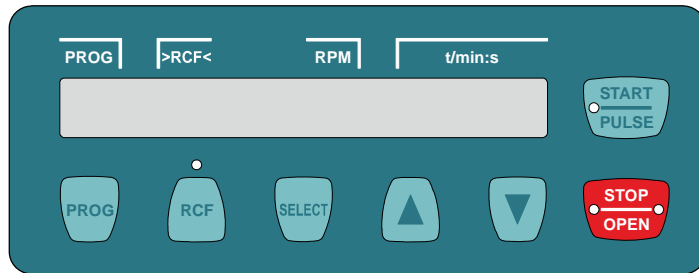 PROG >RCF< RPM t/min:s
START
PULSE
PROG RCF SELECT STOP
OPEN